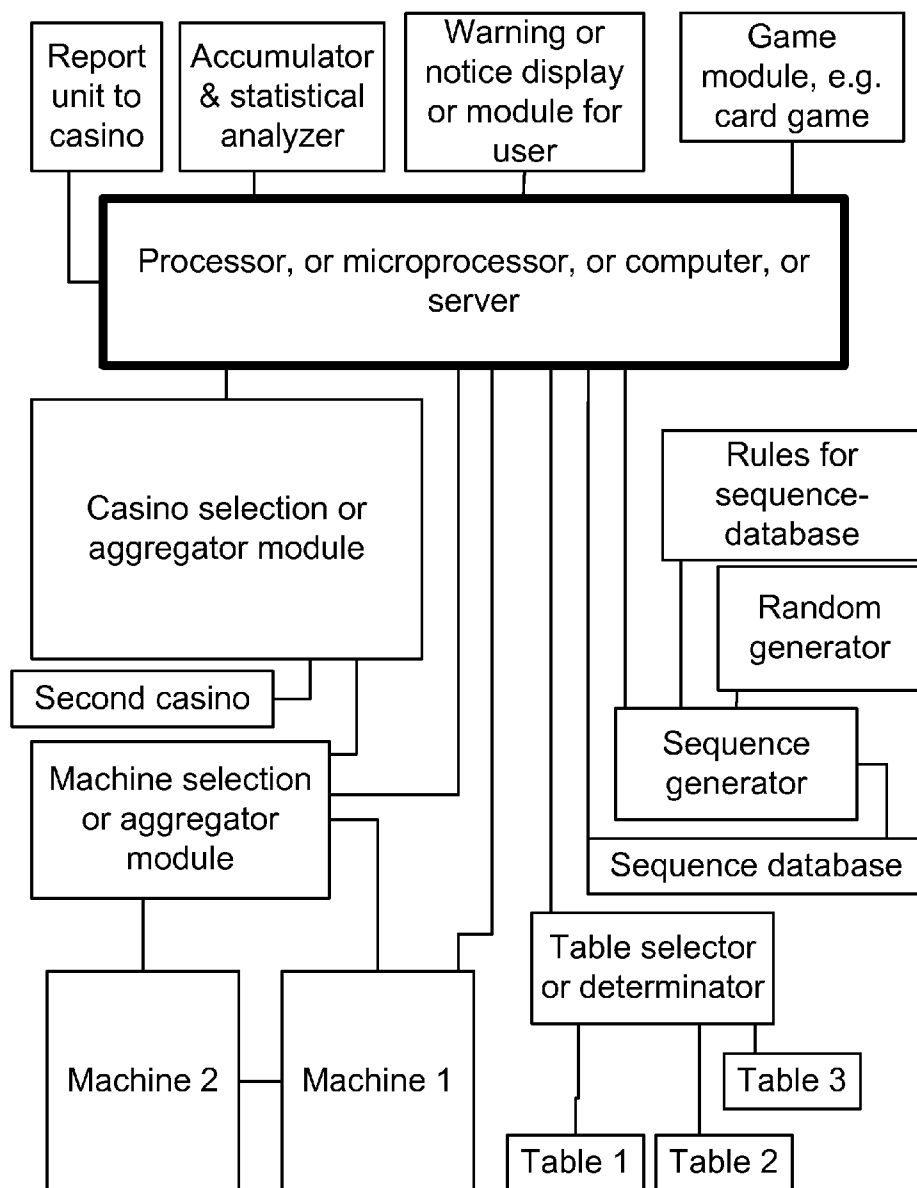 Report
unit to
casino
Accumulator
& statistical
analyzer
Warning or
notice display
or module for
user
Game
module, e.g.
card game
Processor, or microprocessor, or computer, or
server
Casino selection or
aggregator module
Rules for
sequence-
database
Random
generator
Second casino
Sequence
generator
Machine selection
or aggregator
module
Sequence database
Table selector
or determinator
Machine 2
Machine 1
Table 3
Table 1
Table 2